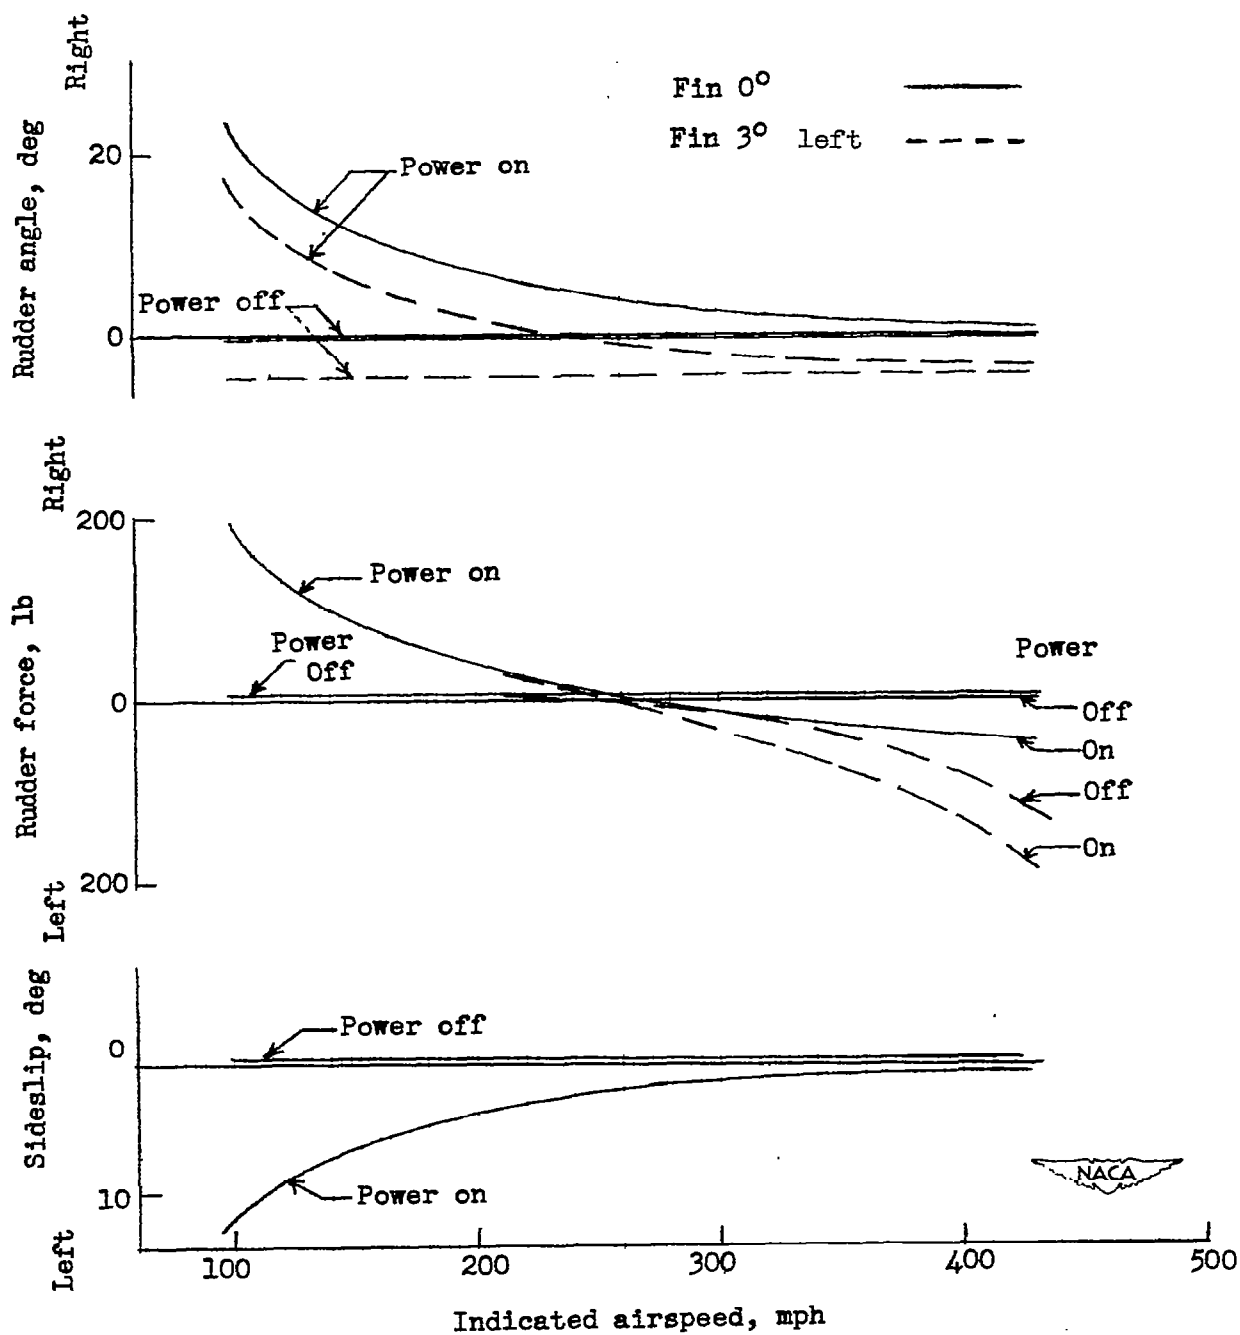 Right
Rudder angle, deg
20
0
Fin 0°
Fin 3° left
Power on
Power off
Right
Rudder force, lb
Left
200
0
200
Power on
Power
Off
Power
Off
On
Off
On
Sideslip, deg
Left
0
10
Power off
Power on
NACA
100 200 300 400 500
Indicated airspeed, mph